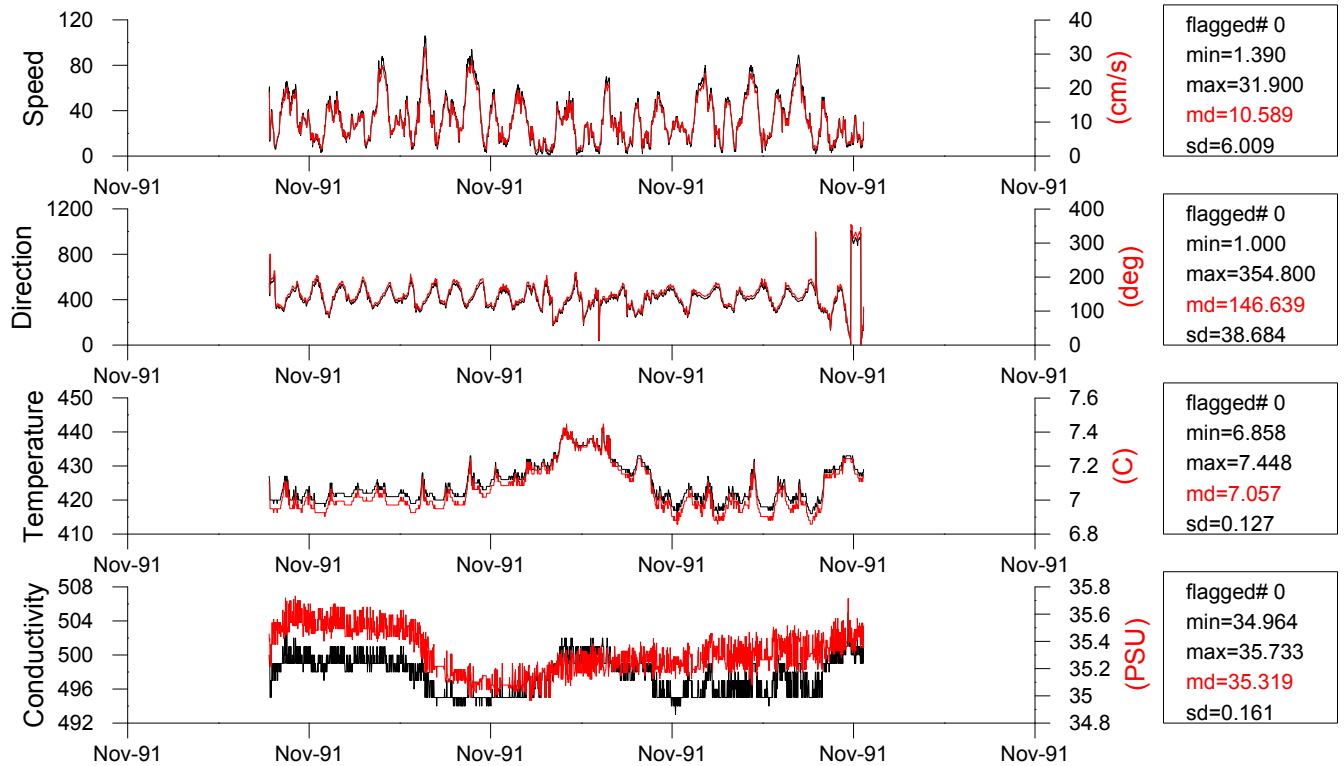 Speed
120
80
40
0
40
30
20
10
0
(cm/s)
Nov-91 Nov-91 Nov-91 Nov-91 Nov-91 Nov-91
flagged# 0
min=1.390
max=31.900
md=10.589
sd=6.009
Direction
1200
800
400
0
400
300
200
100
0
(deg)
Nov-91 Nov-91 Nov-91 Nov-91 Nov-91 Nov-91
flagged# 0
min=1.000
max=354.800
md=146.639
sd=38.684
Temperature
450
440
430
420
410
7.6
7.4
7.2
7
6.8
(C)
Nov-91 Nov-91 Nov-91 Nov-91 Nov-91 Nov-91
flagged# 0
min=6.858
max=7.448
md=7.057
sd=0.127
Conductivity
508
504
500
496
492
35.8
35.6
35.4
35.2
35
34.8
(PSU)
Nov-91 Nov-91 Nov-91 Nov-91 Nov-91 Nov-91
flagged# 0
min=34.964
max=35.733
md=35.319
sd=0.161